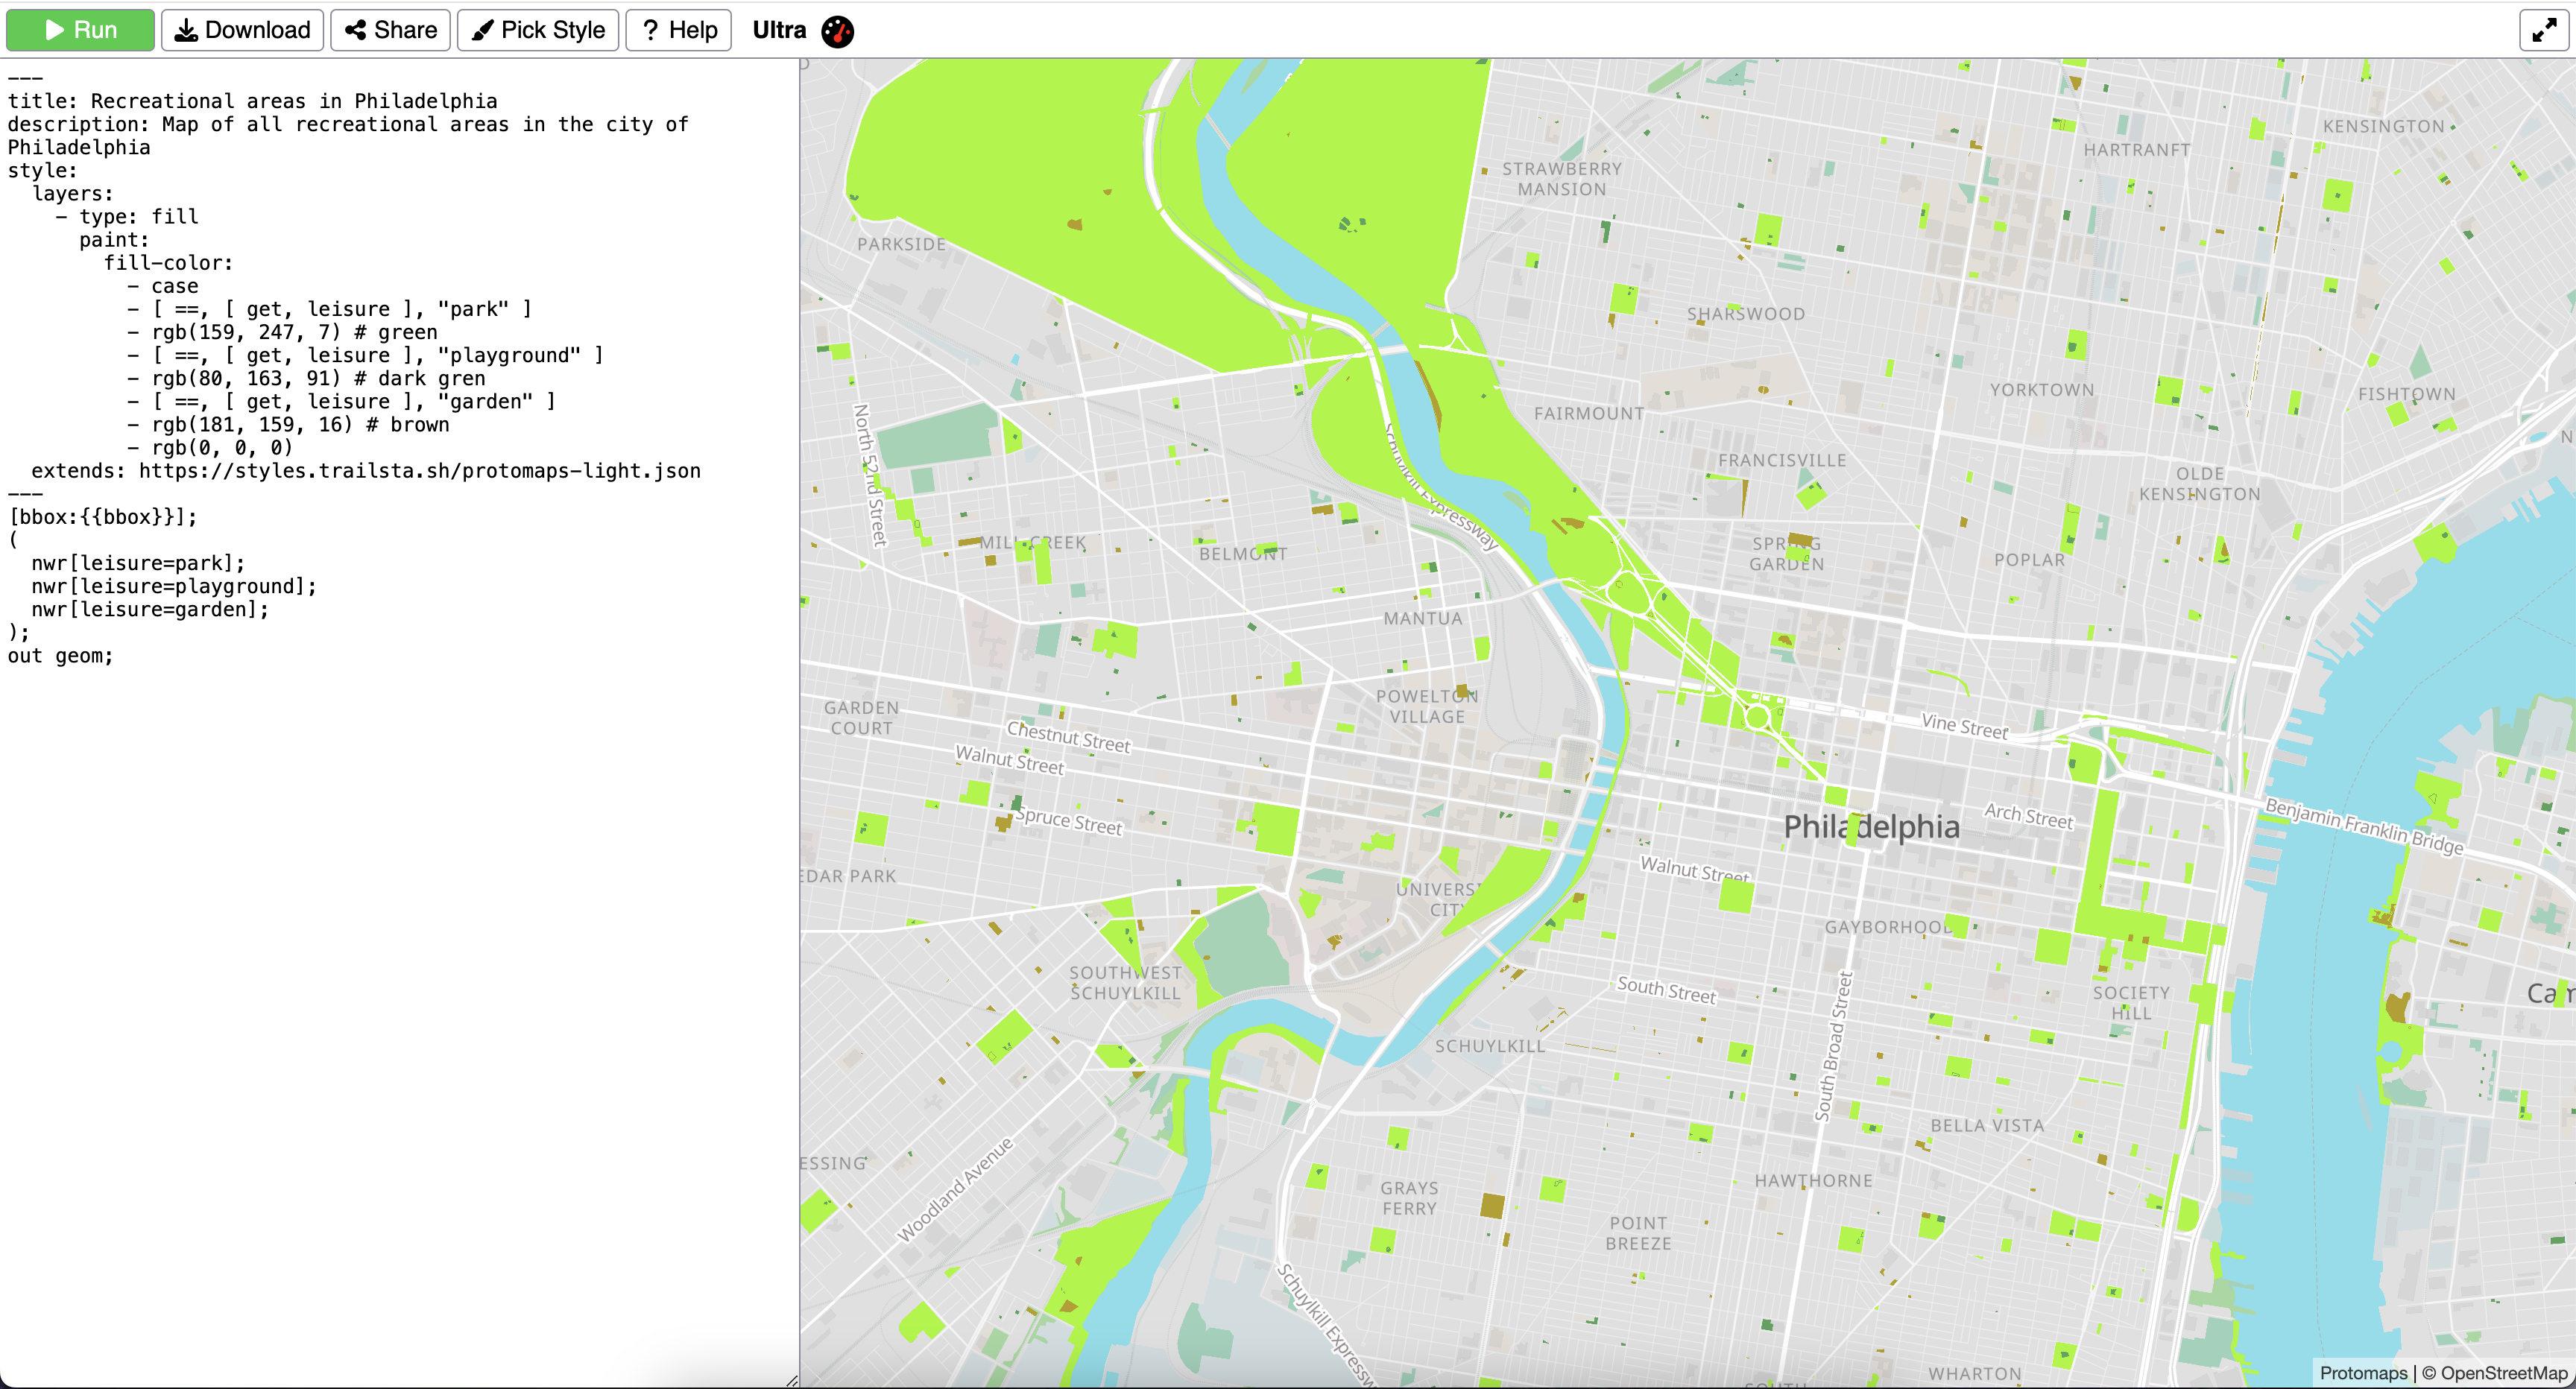 Run
Download
Share
Pick Style
? Help
Ultra
---
title: Recreational areas in Philadelphia
description: Map of all recreational areas in the city of
Philadelphia
style:
  layers:
    - type: fill
      paint:
        fill-color:
          - case
          - [ ==, [ get, leisure ], "park" ]
          - rgb(159, 247, 7) # green
          - [ ==, [ get, leisure ], "playground" ]
          - rgb(80, 163, 91) # dark gren
          - [ ==, [ get, leisure ], "garden" ]
          - rgb(181, 159, 16) # brown
          - rgb(0, 0, 0)
  extends: https://styles.trailsta.sh/protomaps-light.json
---
[bbox:{{bbox}}];
(
  nwr[leisure=park];
  nwr[leisure=playground];
  nwr[leisure=garden];
);
out geom;
KENSINGTON
HARTRANFT
STRAWBERRY
MANSION
PARKSIDE
SHARSWOOD
YORKTOWN
FISHTOWN
FAIRMOUNT
North 52nd Street
FRANCISVILLE
OLDE
KENSINGTON
Schuylkill Expressway
MILL CREEK
BELMONT
SPRING
GARDEN
POPLAR
MANTUA
POWELTON
VILLAGE
GARDEN
COURT
Chestnut Street
Walnut Street
Vine Street
Spruce Street
Arch Street
Philadelphia
Benjamin Franklin Bridge
EDAR PARK
Walnut Street
UNIVERSI
CITY
GAYBORHOOD
SOUTHWEST
SCHUYLKILL
South Street
SOCIETY
HILL
Cam
SCHUYLKILL
South Broad Street
BELLA VISTA
ESSING
Woodland Avenue
HAWTHORNE
GRAYS
FERRY
POINT
BREEZE
Schuylkill Expressw
WHARTON
Protomaps | © OpenStreetMap